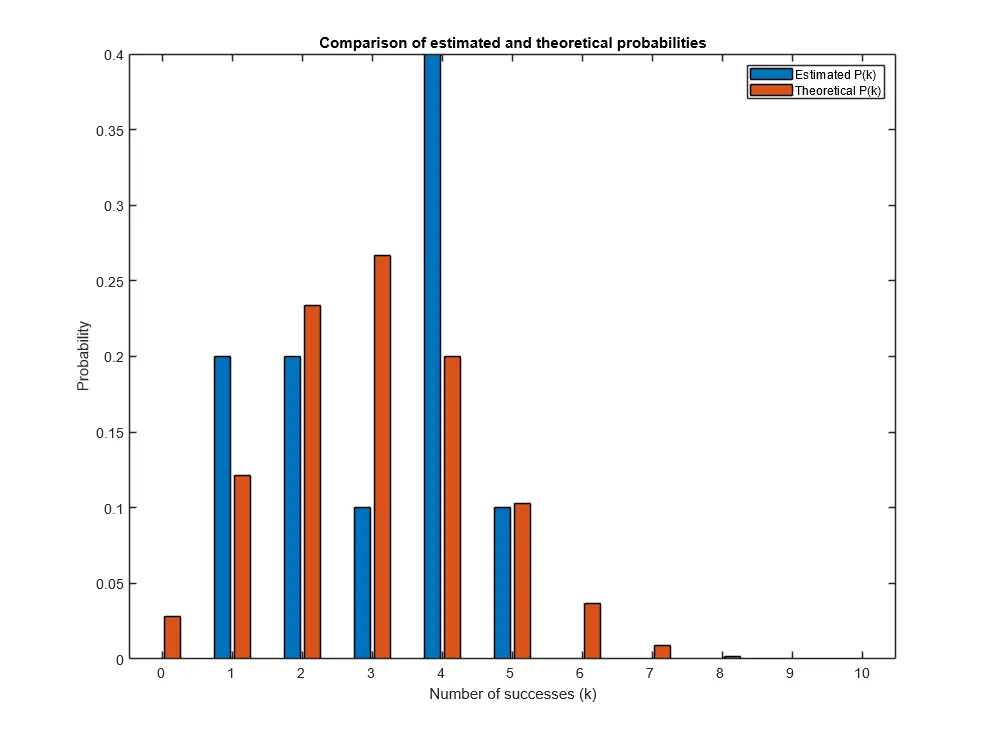 Comparison of estimated and theoretical probabilities
Estimated P(k)
Theoretical P(k)
0.4
0.35
0.3
0.25
0.2
0.15
0.1
0.05
0
Probability
0 1 2 3 4 5 6 7 8 9 10
Number of successes (k)